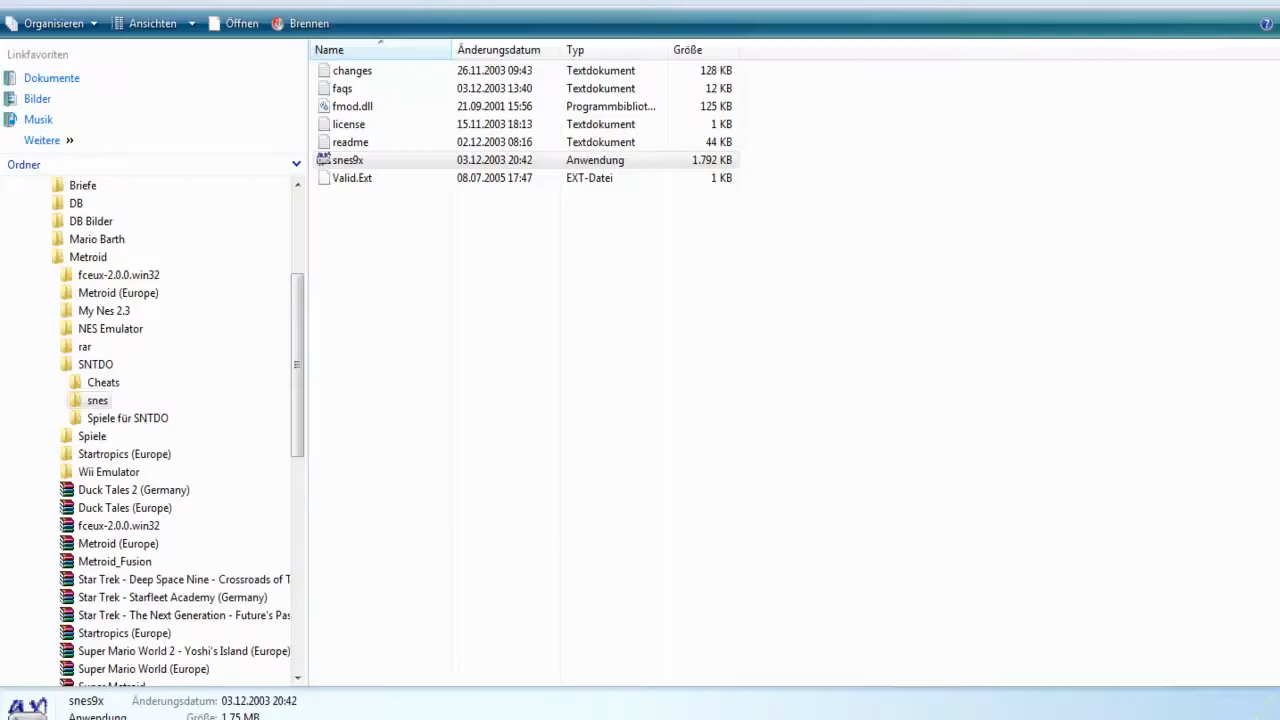 Organisieren Ansichten Öffnen Brennen
Linkfavoriten
Dokumente
Bilder
Musik
Weitere »
Ordner
Briefe
DB
DB Bilder
Mario Barth
Metroid
fceux-2.0.0.win32
Metroid (Europe)
My Nes 2.3
NES Emulator
rar
SNTDO
Cheats
snes
Spiele für SNTDO
Spiele
Startropics (Europe)
Wii Emulator
Duck Tales 2 (Germany)
Duck Tales (Europe)
fceux-2.0.0.win32
Metroid (Europe)
Metroid_Fusion
Star Trek - Deep Space Nine - Crossroads of T
Star Trek - Starfleet Academy (Germany)
Star Trek - The Next Generation - Future's Pas
Startropics (Europe)
Super Mario World 2 - Yoshi's Island (Europe)
Super Mario World (Europe)
Super Metroid
Name Änderungsdatum Typ Größe
changes 26.11.2003 09:43 Textdokument 128 KB
faqs 03.12.2003 13:40 Textdokument 12 KB
fmod.dll 21.09.2001 15:56 Programmbibliot... 125 KB
license 15.11.2003 18:13 Textdokument 1 KB
readme 02.12.2003 08:16 Textdokument 44 KB
snes9x 03.12.2003 20:42 Anwendung 1.792 KB
Valid.Ext 08.07.2005 17:47 EXT-Datei 1 KB
snes9x Änderungsdatum: 03.12.2003 20:42
Anwendung Größe: 1,75 MB